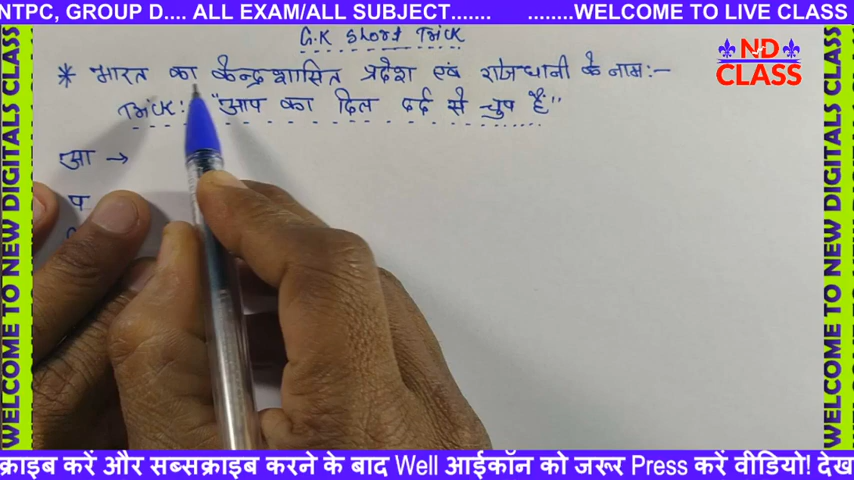 NTPC, GROUP D.... ALL EXAM/ALL SUBJECT....... .......WELCOME TO LIVE CLASS
G.K Short Trick
* भारत का केन्द्रशासित प्रदेश एवं राजधानी के नाम:-
Trick: "आप का दिल दर्द से चुप हैं"
आ →
प
ND
CLASS
WELCOME TO NEW DIGITALS CLASS
WELCOME TO NEW DIGITALS CLAS
क्राइब करें और सब्सक्राइब करने के बाद Well आईकॉन को जरूर Press करें वीडियो! देख